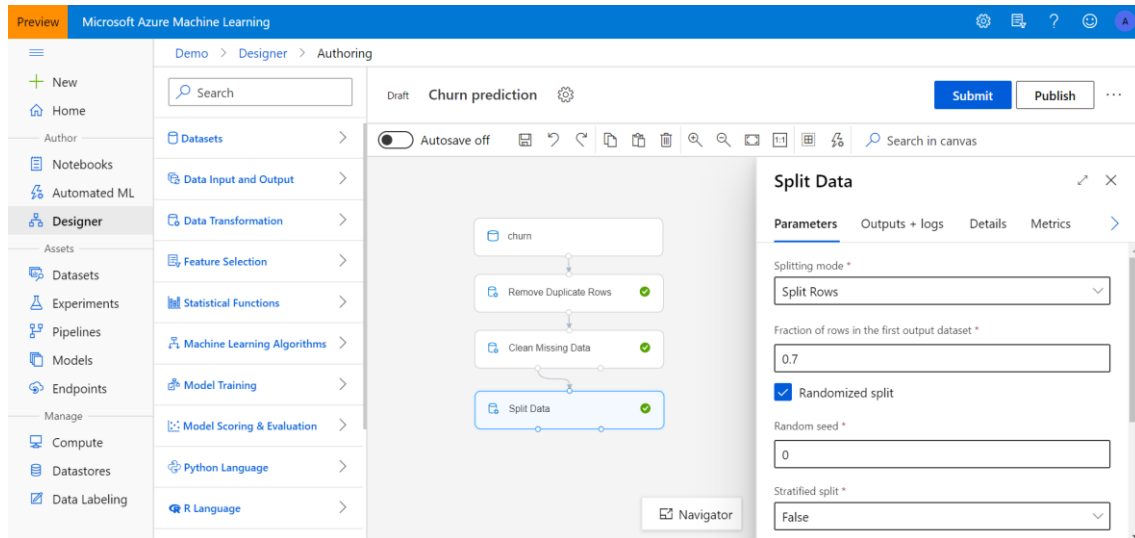 Preview
Microsoft Azure Machine Learning
A
Demo > Designer > Authoring
New
Home
Author
Notebooks
Automated ML
Designer
Assets
Datasets
Experiments
Pipelines
Models
Endpoints
Manage
Compute
Datastores
Data Labeling
Search
Datasets
Data Input and Output
Data Transformation
Feature Selection
Statistical Functions
Machine Learning Algorithms
Model Training
Model Scoring & Evaluation
Python Language
R Language
Draft Churn prediction
Submit
Publish
Autosave off
1:1
Search in canvas
churn
Remove Duplicate Rows
Clean Missing Data
Split Data
Navigator
Split Data
Parameters Outputs + logs Details Metrics
Splitting mode *
Split Rows
Fraction of rows in the first output dataset *
0.7
Randomized split
Random seed *
0
Stratified split *
False